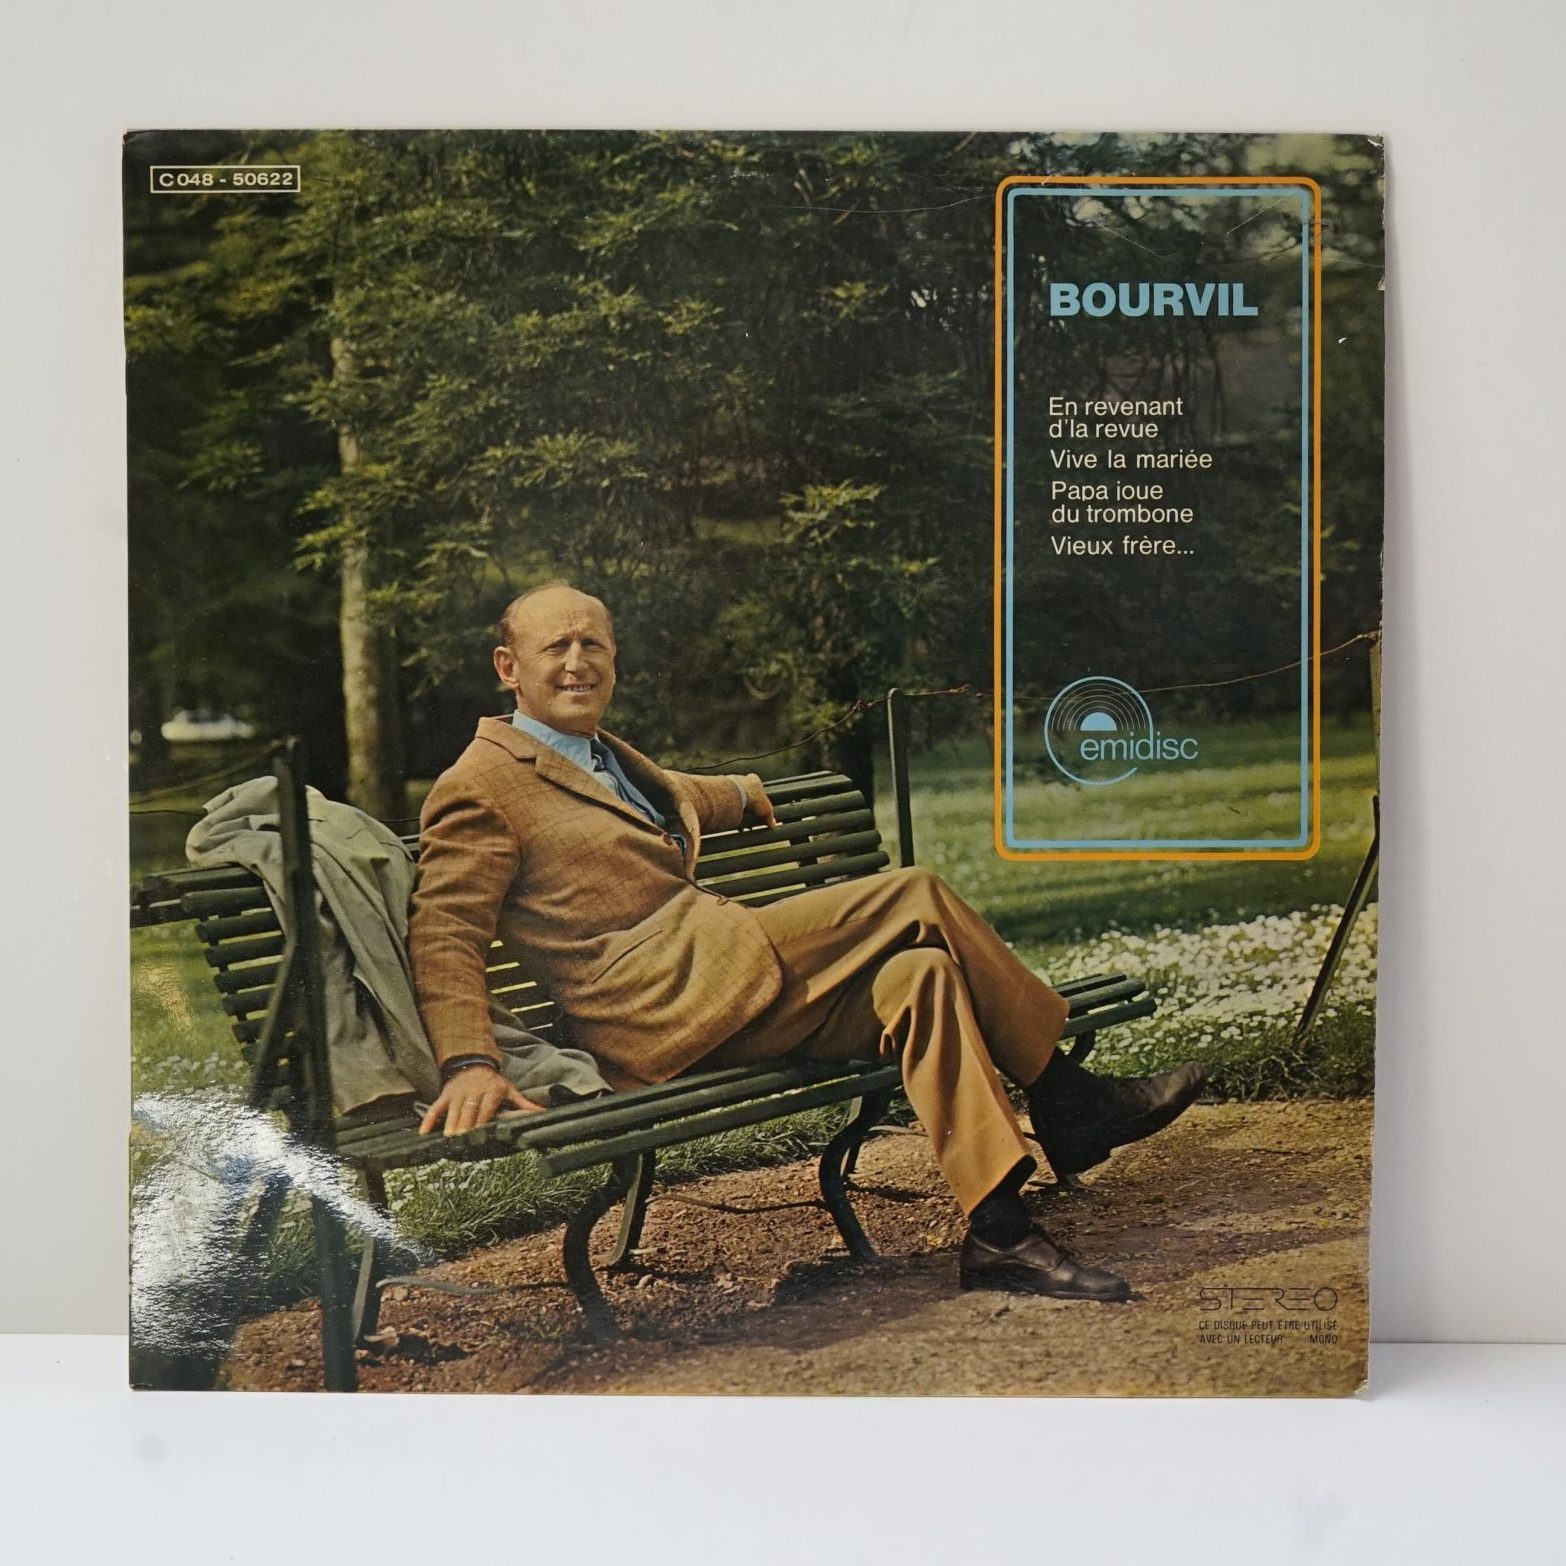 C 048 - 50622
BOURVIL
En revenant
d'la revue
Vive la mariée
Papa joue
du trombone
Vieux frère...
emidisc
STEREO
CE DISQUE PEUT ÊTRE UTILISÉ
AVEC UN LECTEUR MONO